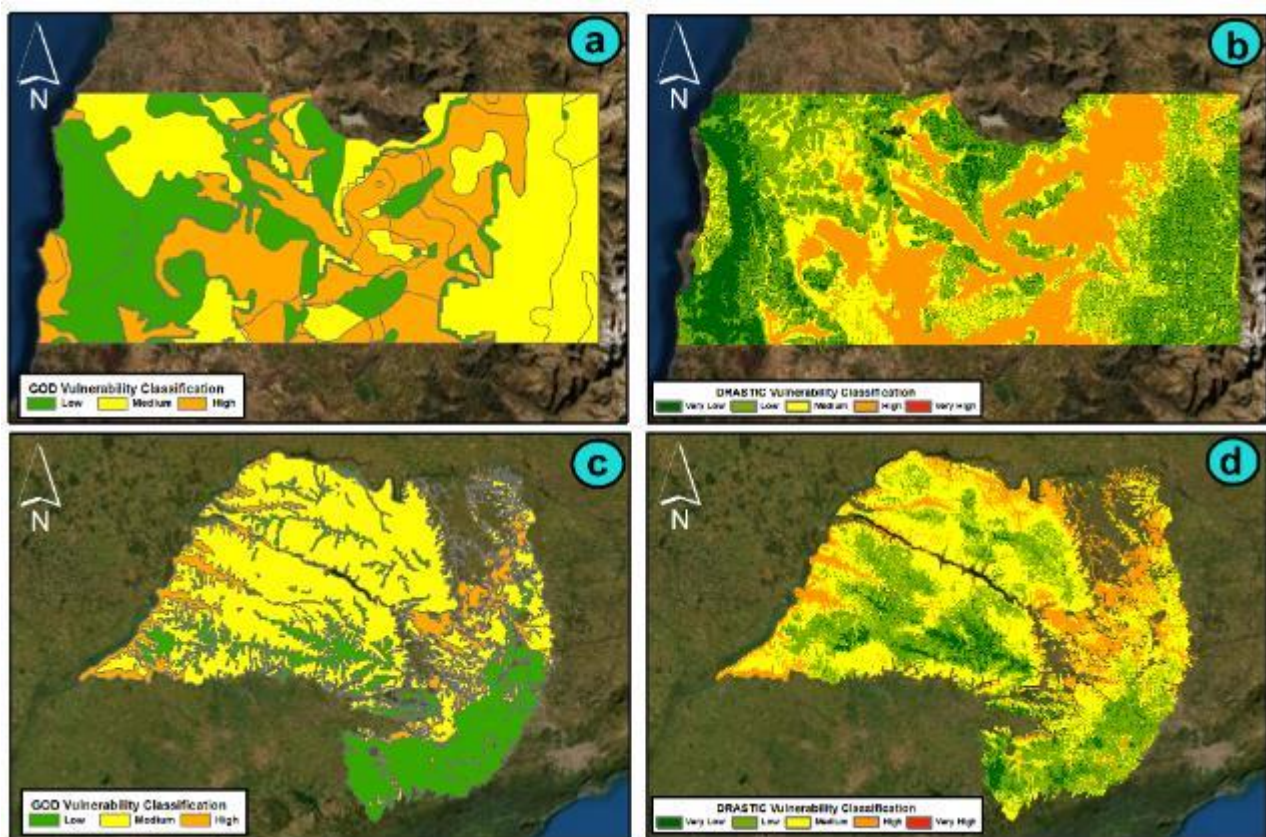 a
N
GOD Vulnerability Classification
Low Medium High
b
N
DRASTIC Vulnerability Classification
Very Low Low Medium High Very High
c
N
GOD Vulnerability Classification
Low Medium High
d
N
DRASTIC Vulnerability Classification
Very Low Low Medium High Very High